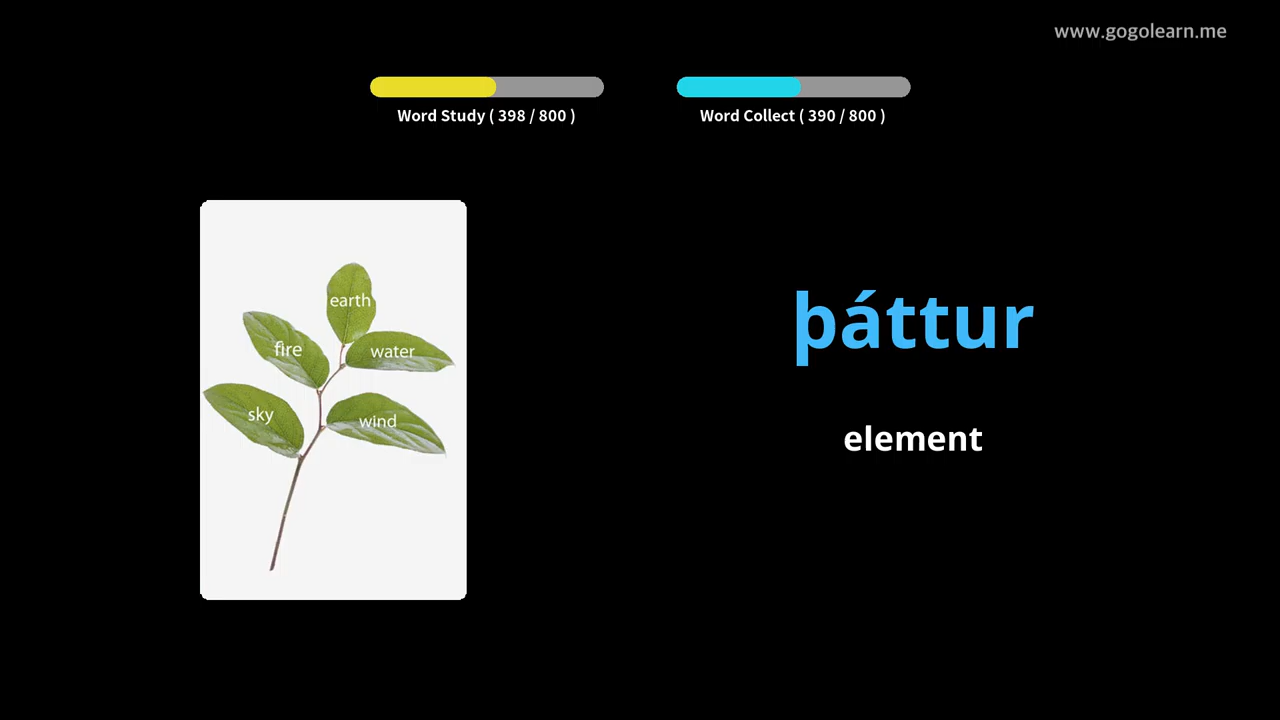 www.gogolearn.me
Word Study ( 398 / 800 )
Word Collect ( 390 / 800 )
earth
fire
water
sky
wind
þáttur
element